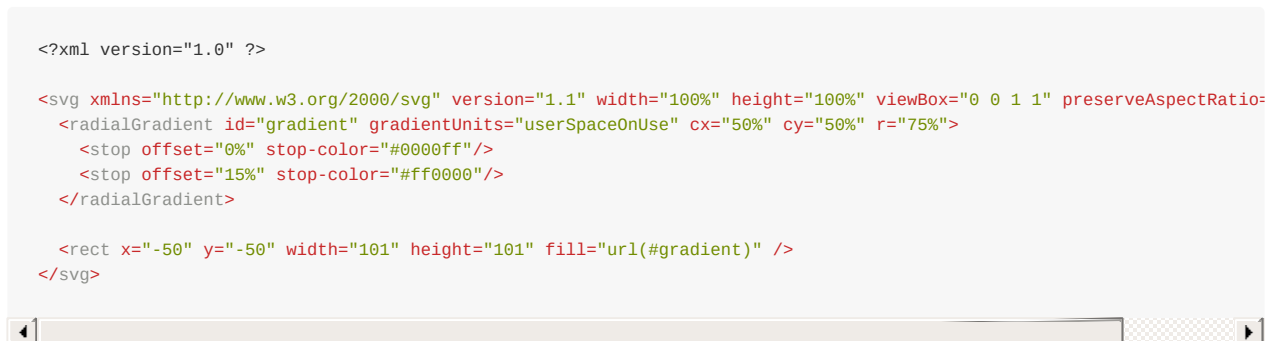 <?xml version="1.0" ?>
<svg xmlns="http://www.w3.org/2000/svg" version="1.1" width="100%" height="100%" viewBox="0 0 1 1" preserveAspectRatio=
<radialGradient id="gradient" gradientUnits="userSpaceOnUse" cx="50%" cy="50%" r="75%">
<stop offset="0%" stop-color="#0000ff"/>
<stop offset="15%" stop-color="#ff0000"/>
</radialGradient>
<rect x="-50" y="-50" width="101" height="101" fill="url(#gradient)" />
</svg>